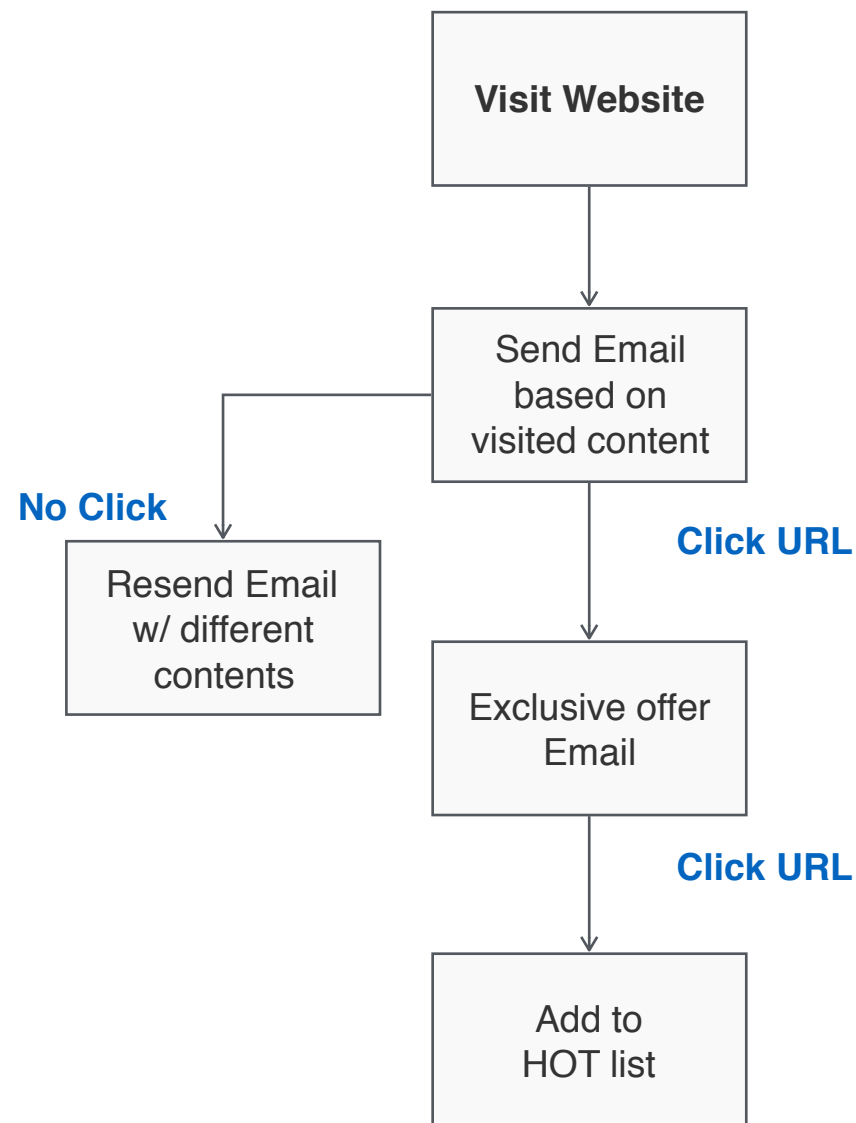 Visit Website
Send Email
based on
visited content
No Click
Click URL
Resend Email
w/ different
contents
Exclusive offer
Email
Click URL
Add to
HOT list